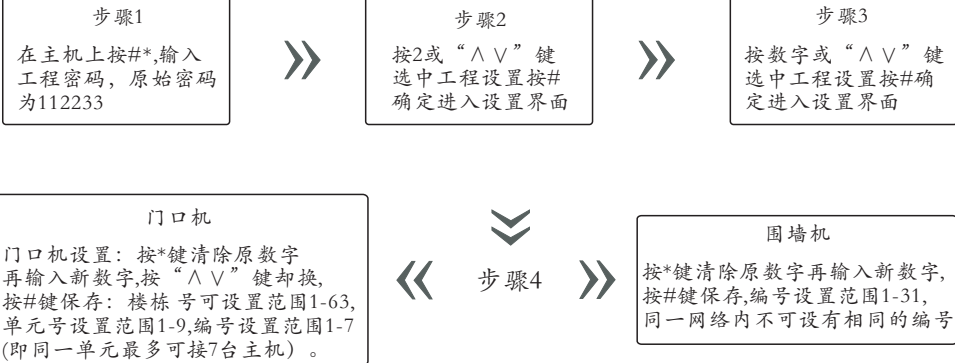 步骤1
在主机上按#*,输入
工程密码，原始密码
为112233
步骤2
按2或“∧∨”键
选中工程设置按#
确定进入设置界面
步骤3
按数字或“∧∨”键
选中工程设置按#确
定进入设置界面
门口机
门口机设置：按*键清除原数字
再输入新数字,按“∧∨”键却换,
按#键保存：楼栋 号可设置范围1-63,
单元号设置范围1-9,编号设置范围1-7
(即同一单元最多可接7台主机）。
步骤4
围墙机
按*键清除原数字再输入新数字,
按#键保存,编号设置范围1-31,
同一网络内不可设有相同的编号